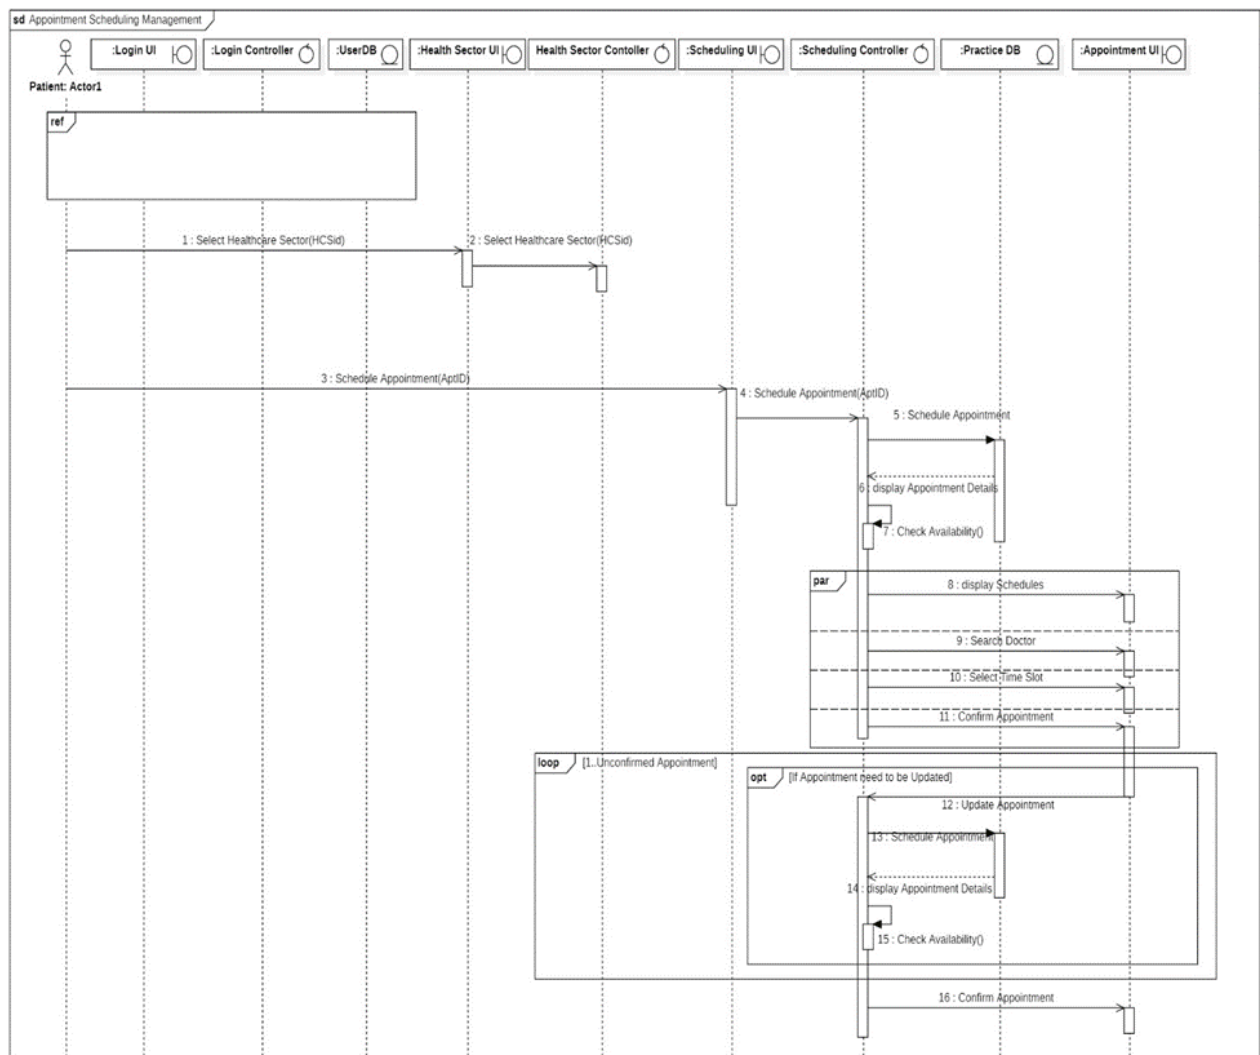 sd Appointment Scheduling Management
:Login UI
:Login Controller
:UserDB
:Health Sector UI
Health Sector Contoller
:Scheduling UI
:Scheduling Controller
:Practice DB
:Appointment UI
Patient: Actor1
ref
1 : Select Healthcare Sector(HCSid)
2 : Select Healthcare Sector(HCSid)
3 : Schedule Appointment(AptID)
4 : Schedule Appointment(AptID)
5 : Schedule Appointment
6 : display Appointment Details
7 : Check Availability()
par
8 : display Schedules
9 : Search Doctor
10 : Select Time Slot
11 : Confirm Appointment
loop [1..Unconfirmed Appointment]
opt [If Appointment need to be Updated]
12 : Update Appointment
13 : Schedule Appointment
14 : display Appointment Details
15 : Check Availability()
16 : Confirm Appointment